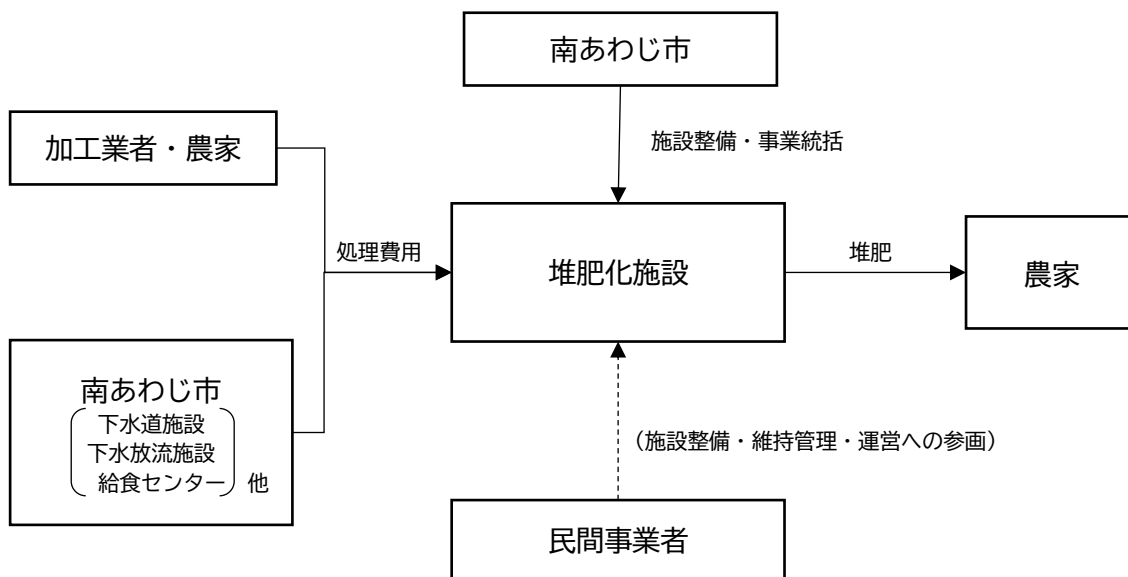 南あわじ市
施設整備・事業統括
加工業者・農家
処理費用
堆肥化施設
堆肥
農家
南あわじ市
下水道施設
下水放流施設
給食センター 他
（施設整備・維持管理・運営への参画）
民間事業者